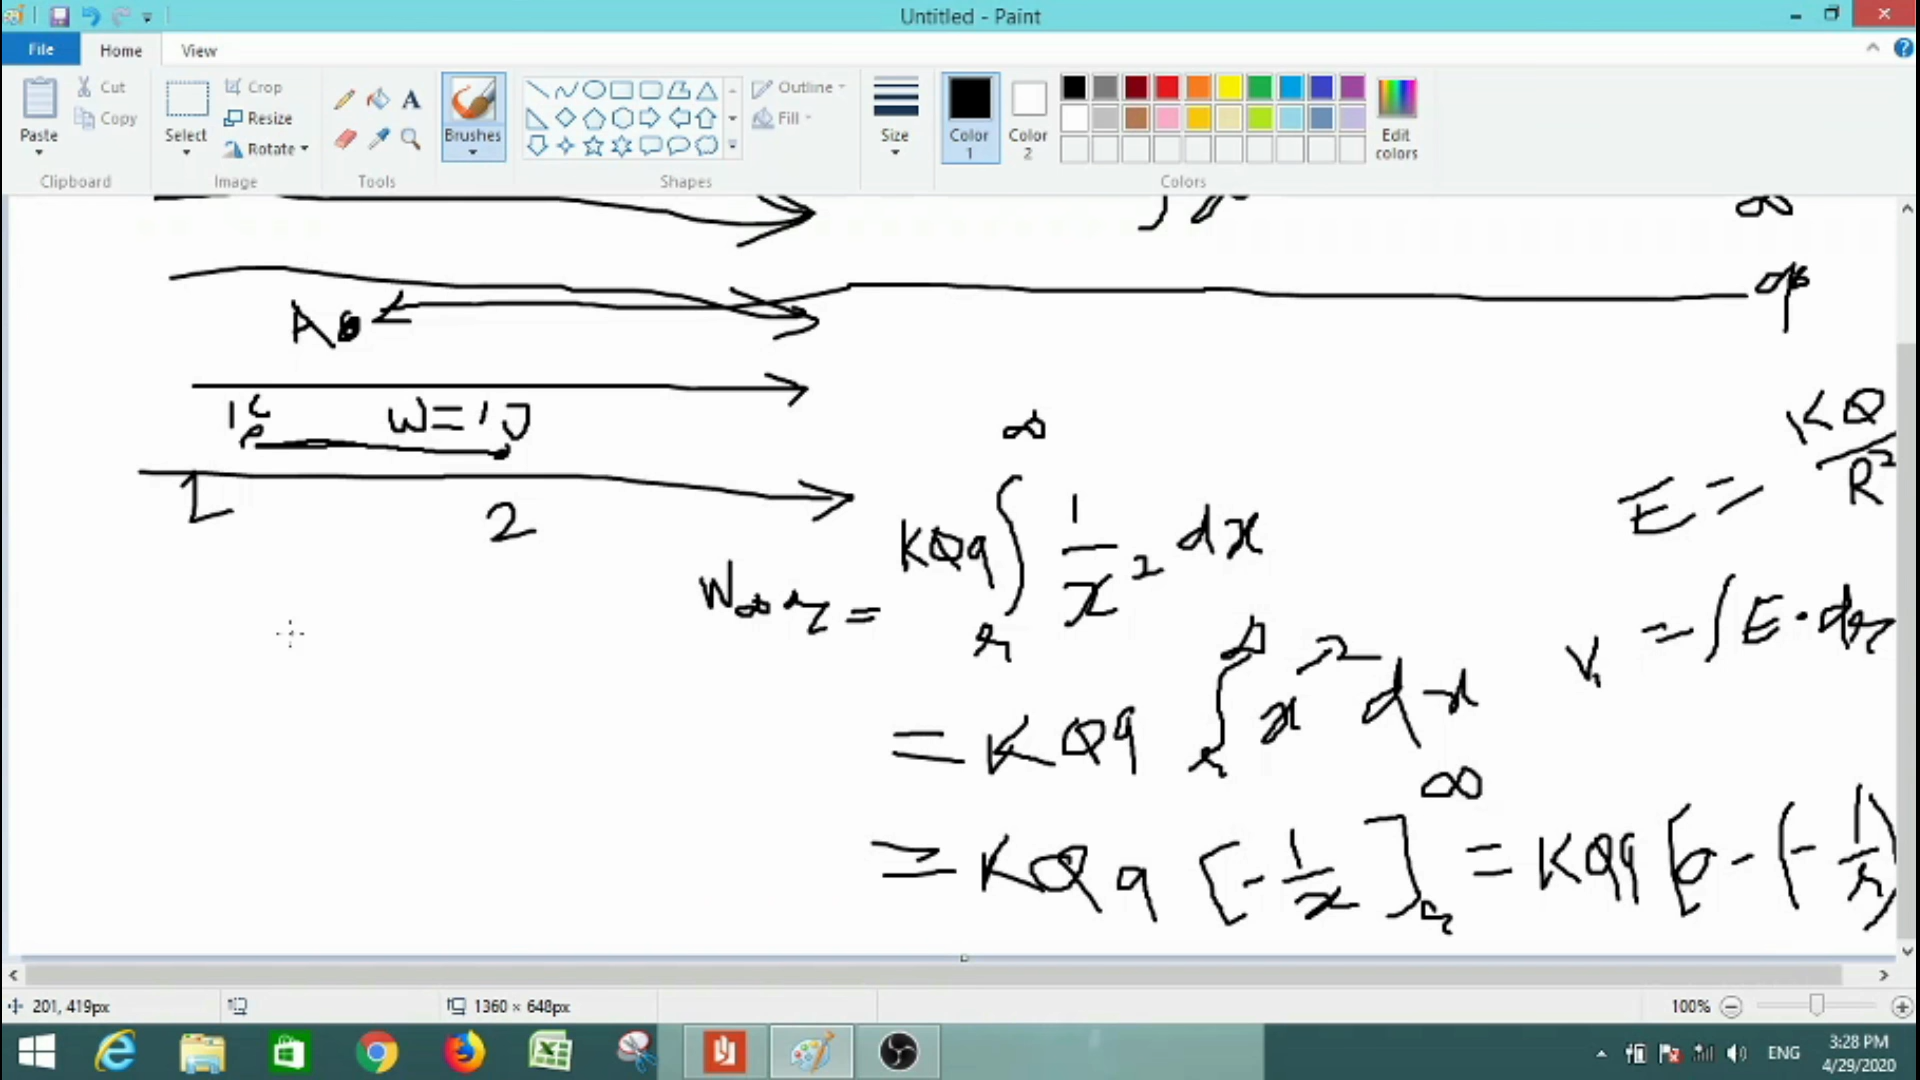 Untitled - Paint
File Home View
Paste
Cut
Copy
Clipboard
Select
Crop
Resize
Rotate
Image
Tools
Brushes
Outline
Fill
Shapes
Size
Color 1
Color 2
Edit colors
Colors
∞
A
1C W=1J
1 2
W∞ r = KQq ∫ r ∞ 1/x² dx
= KQq ∫ r ∞ x⁻² dx
= KQq [-1/x] r ∞ = KQq [0 - (-1/r)
E = KQ/R²
V = ∫E·dr
201, 419px
1360 × 648px
100%
ENG
3:28 PM
4/29/2020